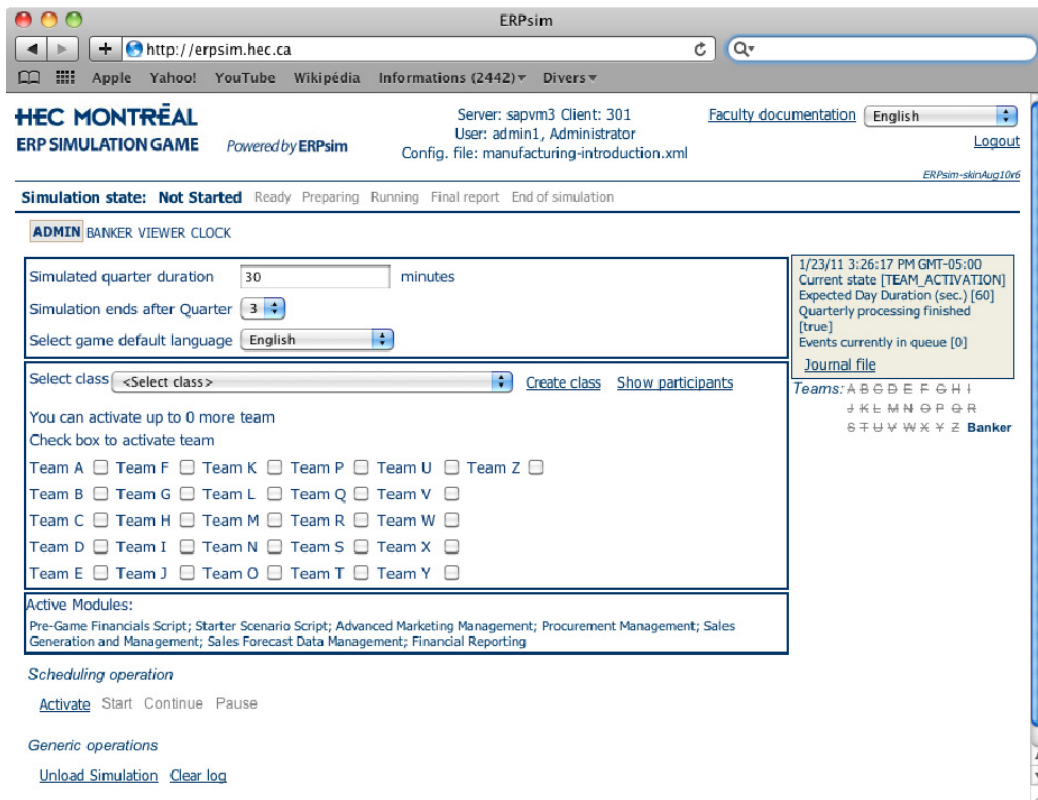 ERPsim
http://erpsim.hec.ca
Apple Yahoo! YouTube Wikipédia Informations (2442) Divers
HEC MONTRĒAL
ERP SIMULATION GAME Powered by ERPsim
Server: sapvm3 Client: 301
User: admin1, Administrator
Config. file: manufacturing-introduction.xml
Faculty documentation English
Logout
ERPsim-skinAug10r6
Simulation state: Not Started Ready Preparing Running Final report End of simulation
ADMIN BANKER VIEWER CLOCK
Simulated quarter duration 30 minutes
Simulation ends after Quarter 3
Select game default language English
1/23/11 3:26:17 PM GMT-05:00
Current state [TEAM_ACTIVATION]
Expected Day Duration (sec.) [60]
Quarterly processing finished
[true]
Events currently in queue [0]
Journal file
Teams: A B C D E F G H I
J K L M N O P Q R
S T U V W X Y Z Banker
Select class <Select class> Create class Show participants
You can activate up to 0 more team
Check box to activate team
Team A Team F Team K Team P Team U Team Z
Team B Team G Team L Team Q Team V
Team C Team H Team M Team R Team W
Team D Team I Team N Team S Team X
Team E Team J Team O Team T Team Y
Active Modules:
Pre-Game Financials Script; Starter Scenario Script; Advanced Marketing Management; Procurement Management; Sales
Generation and Management; Sales Forecast Data Management; Financial Reporting
Scheduling operation
Activate Start Continue Pause
Generic operations
Unload Simulation Clear log